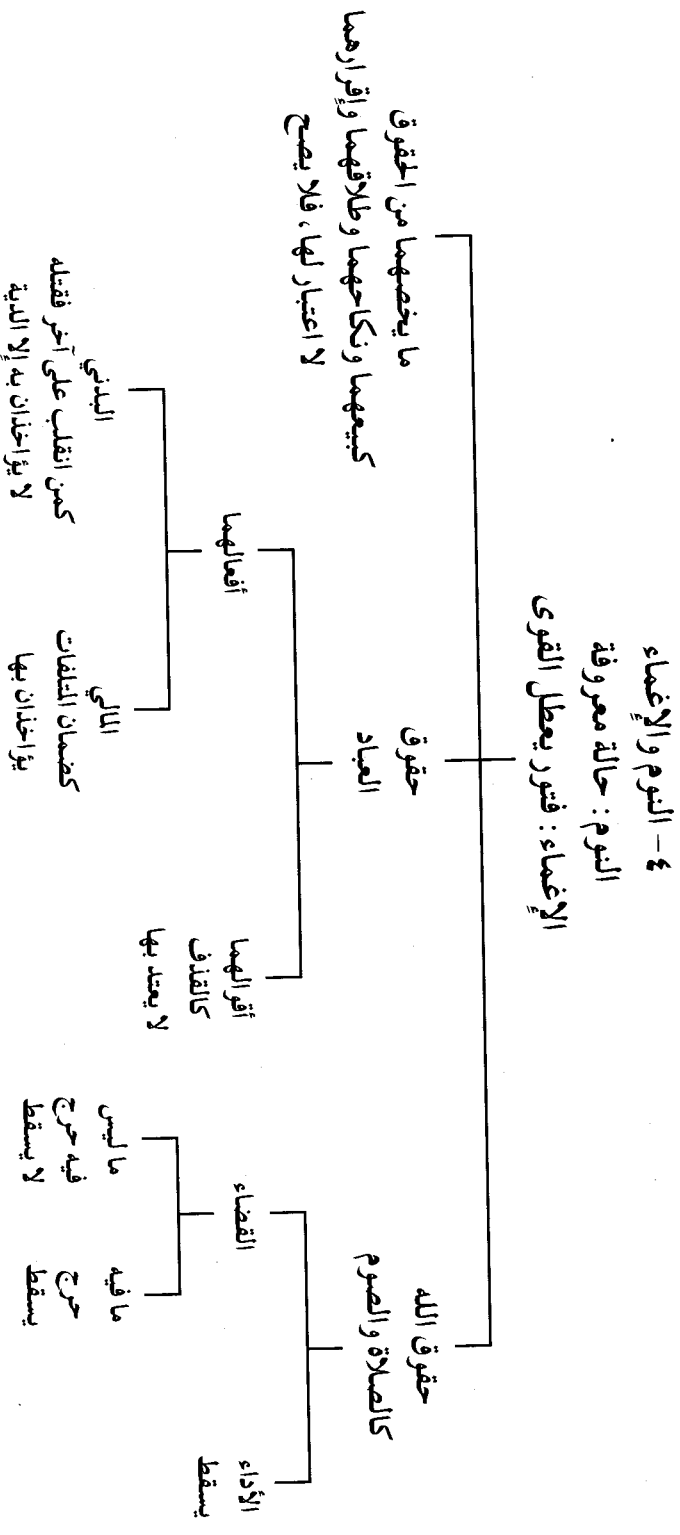 ٤ - النوم والإغماء
النوم : حالة معروفة
الإغماء : فتور يعطل القوى
حقوق الله
كالصلاة والصوم
الأداء
يسقط
القضاء
ما فيه
حرج
يسقط
ما ليس
فيه حرج
لا يسقط
حقوق
العباد
أقوالهما
كالقذف
لا يعتد بها
أفعالهما
المالي
كضمان المتلفات
يؤاخذان بها
البدني
كمن انقلب على آخر فقتله
لا يؤاخذان به إلا الدية
ما يخصهما من الحقوق
كبيعهما ونكاحهما وطلاقهما وإقرارهما
لا اعتبار لها ، فلا يصح